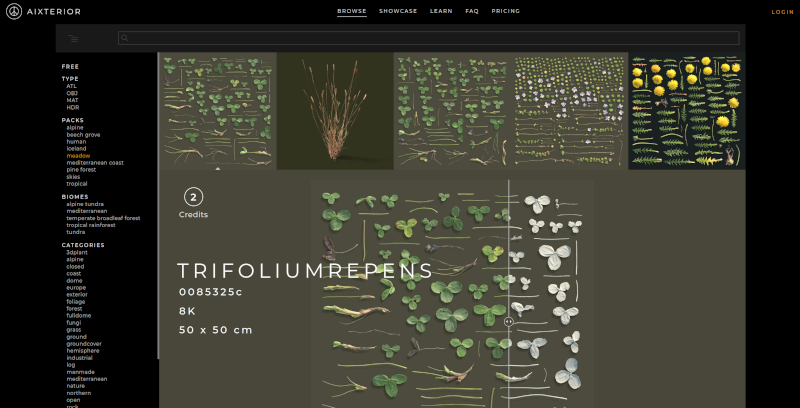 AIXTERIOR
BROWSE SHOWCASE LEARN FAQ PRICING
LOGIN
FREE
TYPE
ATL
OBJ
MAT
HDR
PACKS
alpine
beech grove
human
iceland
meadow
mediterranean coast
pine forest
skies
tropical
BIOMES
alpine tundra
mediterranean
temperate broadleaf forest
tropical rainforest
tundra
CATEGORIES
3dplant
alpine
closed
coast
dome
europe
exterior
foliage
forest
fulldome
fungi
grass
ground
groundcover
hemisphere
industrial
log
manmade
mediterranean
nature
northern
open
rock
2
Credits
TRIFOLIUMREPENS
0085325c
8K
50 x 50 cm